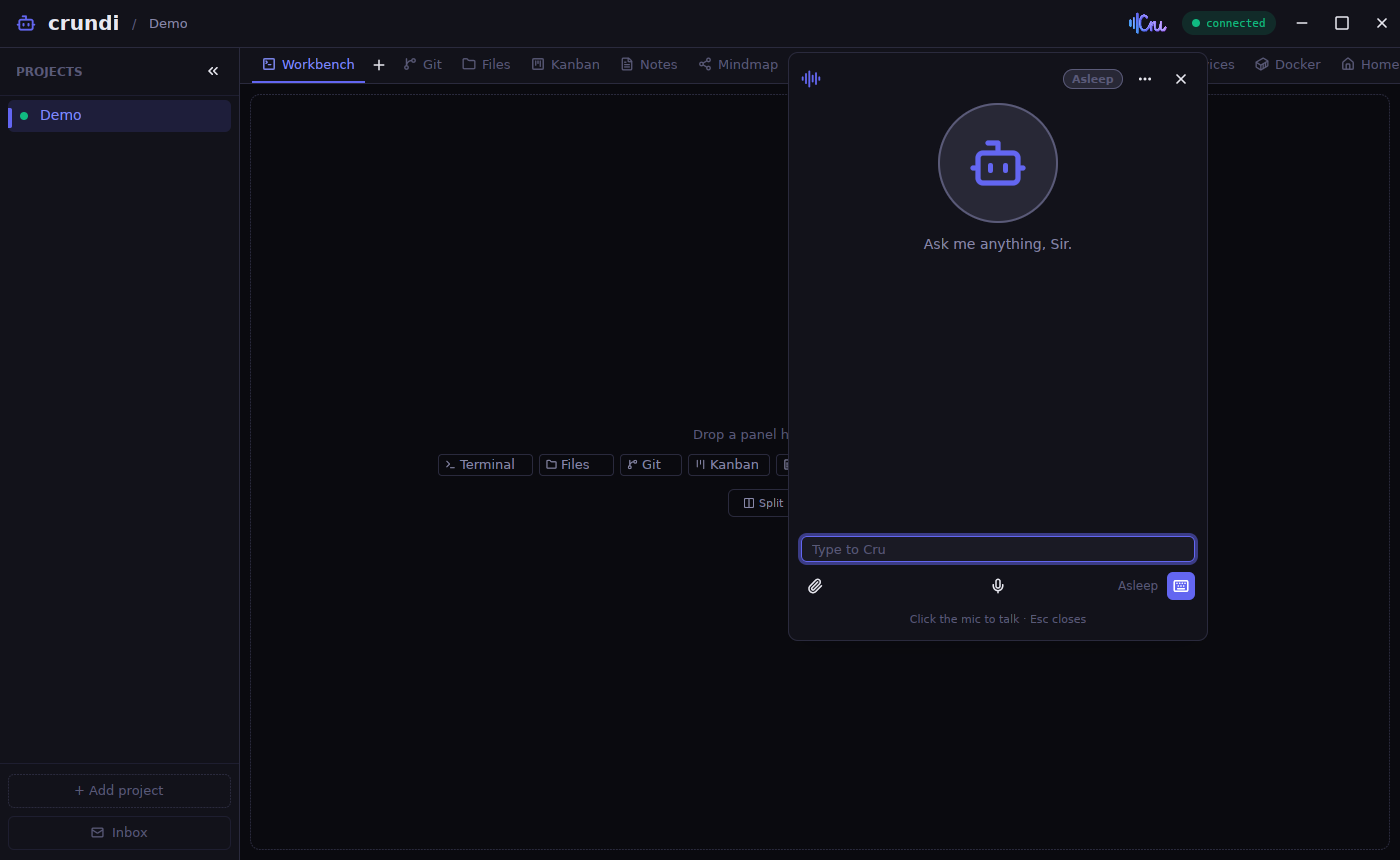 crundi / Demo
Cru
connected
PROJECTS
Workbench
Git
Files
Kanban
Notes
Mindmap
Docker
Home
Demo
Asleep
Ask me anything, Sir.
Drop a panel h
Terminal
Files
Git
Kanban
Split
Type to Cru
Asleep
Click the mic to talk · Esc closes
+ Add project
Inbox